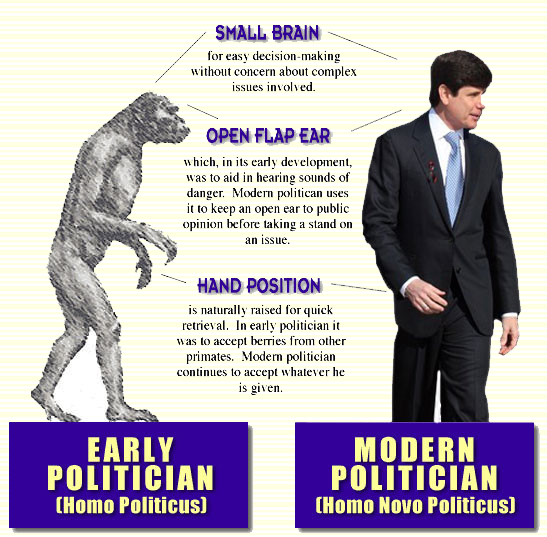 SMALL BRAIN
for easy decision-making
without concern about complex
issues involved.
OPEN FLAP EAR
which, in its early development,
was to aid in hearing sounds of
danger. Modern politican uses
it to keep an open ear to public
opinion before taking a stand on
an issue.
HAND POSITION
is naturally raised for quick
retrieval. In early politician it
was to accept berries from other
primates. Modern politician
continues to accept whatever he
is given.
EARLY
POLITICIAN
(Homo Politicus)
MODERN
POLITICIAN
(Homo Novo Politicus)